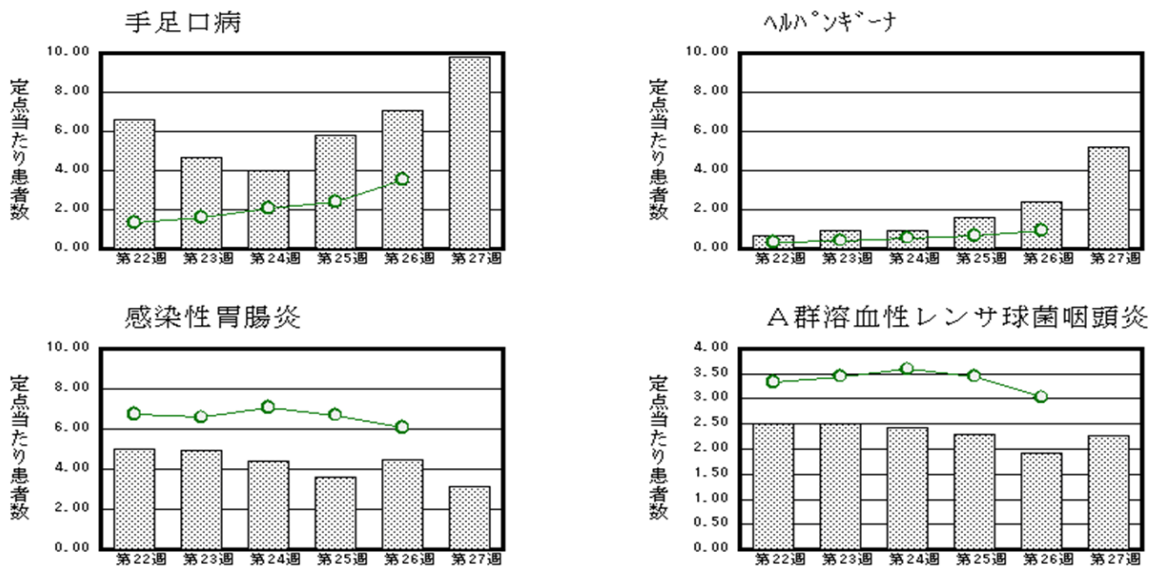 手足口病
定点当たり患者数
10.00
8.00
6.00
4.00
2.00
0.00
第22週 第23週 第24週 第25週 第26週 第27週
ﾍﾙﾊﾟﾝｷﾞｰﾅ
定点当たり患者数
10.00
8.00
6.00
4.00
2.00
0.00
第22週 第23週 第24週 第25週 第26週 第27週
感染性胃腸炎
定点当たり患者数
10.00
8.00
6.00
4.00
2.00
0.00
第22週 第23週 第24週 第25週 第26週 第27週
Ａ群溶血性レンサ球菌咽頭炎
定点当たり患者数
4.00
3.50
3.00
2.50
2.00
1.50
1.00
0.50
0.00
第22週 第23週 第24週 第25週 第26週 第27週